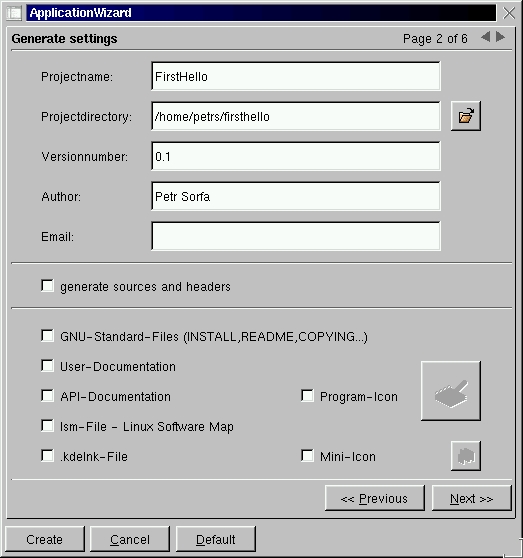 ApplicationWizard
Generate settings Page 2 of 6
Projectname: FirstHello
Projectdirectory: /home/petrs/firsthello
Versionnumber: 0.1
Author: Petr Sorfa
Email:
generate sources and headers
GNU-Standard-Files (INSTALL,README,COPYING...)
User-Documentation
API-Documentation Program-Icon
lsm-File - Linux Software Map
.kdelnk-File Mini-Icon
<< Previous Next >>
Create Cancel Default